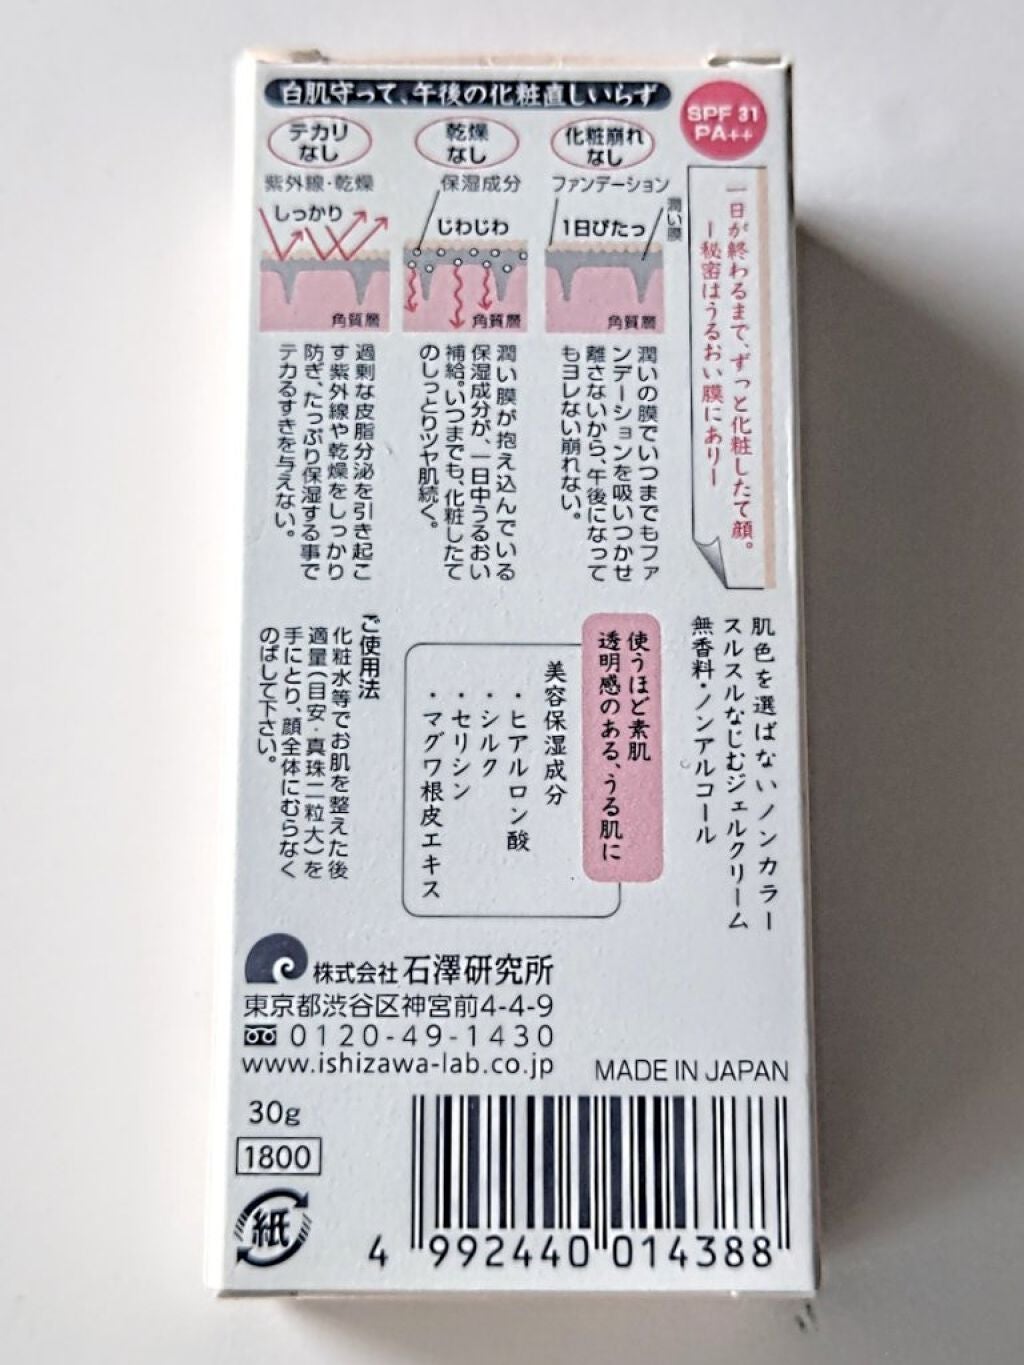 白肌守って、午後の化粧直しいらず
SPF 31
PA++
テカリ
なし
乾燥
なし
化粧崩れ
なし
紫外線・乾燥
しっかり
角質層
保湿成分
じわじわ
角質層
ファンデーション
潤い膜
1日ぴたっ
角質層
一日が終わるまで、ずっと化粧したて顔。
ー秘密はうるおい膜にありー
潤いの膜でいつまでもファ
ンデーションを吸いつかせ
離さないから、午後になって
もヨレない崩れない。
潤い膜が抱え込んでいる
保湿成分が、一日中うるおい
補給。いつまでも、化粧したて
のしっとりツヤ肌続く。
過剰な皮脂分泌を引き起こ
す紫外線や乾燥をしっかり
防ぎ、たっぷり保湿する事で
テカるすきを与えない。
肌色を選ばないノンカラー
スルスルなじむジェルクリーム
無香料・ノンアルコール
使うほど素肌
透明感のある、うる肌に
美容保湿成分
・ヒアルロン酸
・シルク
・セリシン
・マグワ根皮エキス
ご使用法
化粧水等でお肌を整えた後
適量(目安・真珠二粒大)を
手にとり、顔全体にむらなく
のばして下さい。
株式会社 石澤研究所
東京都渋谷区神宮前4-4-9
0120-49-1430
www.ishizawa-lab.co.jp
MADE IN JAPAN
30g
1800
紙
4 992440 014388